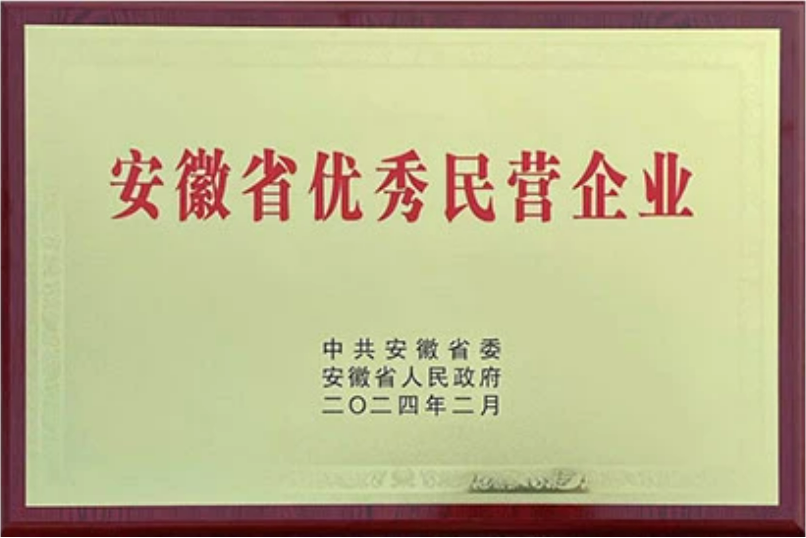 安徽省优秀民营企业
中共安徽省委
安徽省人民政府
二〇二四年二月